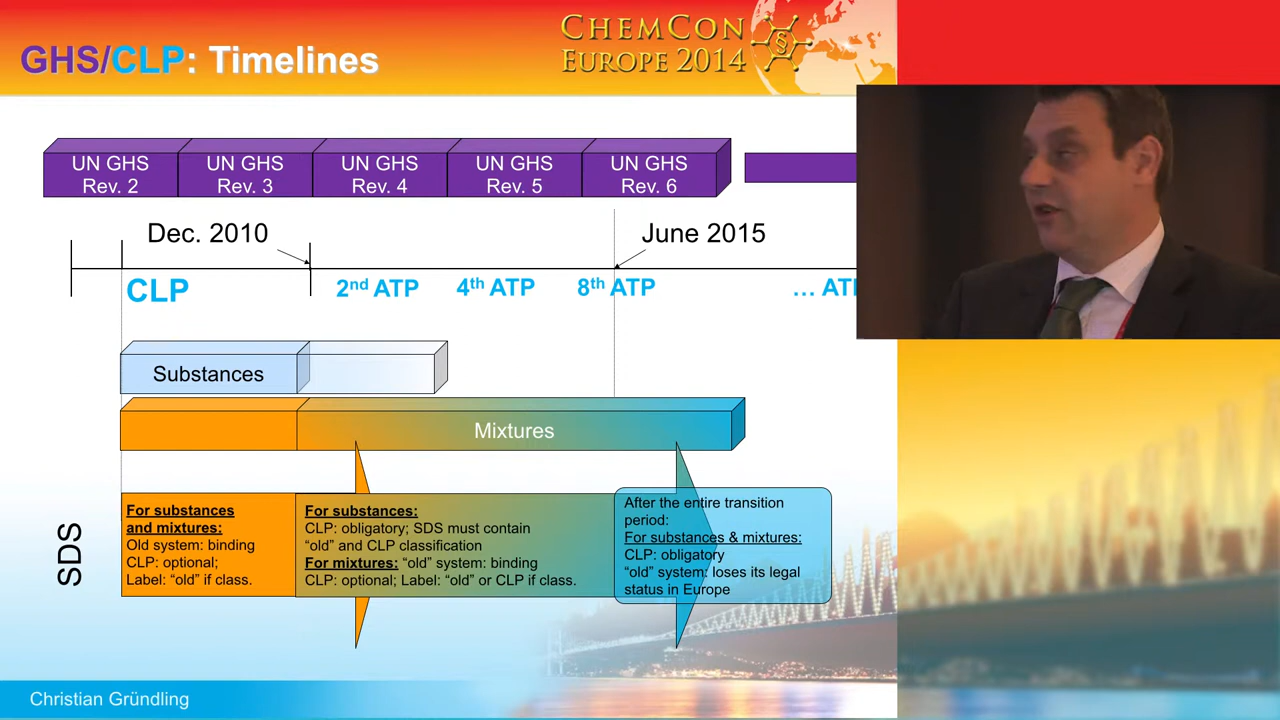 GHS/CLP: Timelines
CHEMCON
EUROPE 2014
§
UN GHS
Rev. 2
UN GHS
Rev. 3
UN GHS
Rev. 4
UN GHS
Rev. 5
UN GHS
Rev. 6
Dec. 2010
June 2015
CLP
2nd ATP
4th ATP
8th ATP
… AT
Substances
Mixtures
SDS
For substances
and mixtures:
Old system: binding
CLP: optional;
Label: “old” if class.
For substances:
CLP: obligatory; SDS must contain
“old” and CLP classification
For mixtures: “old” system: binding
CLP: optional; Label: “old” or CLP if class.
After the entire transition
period:
For substances & mixtures:
CLP: obligatory
“old” system: loses its legal
status in Europe
Christian Gründling